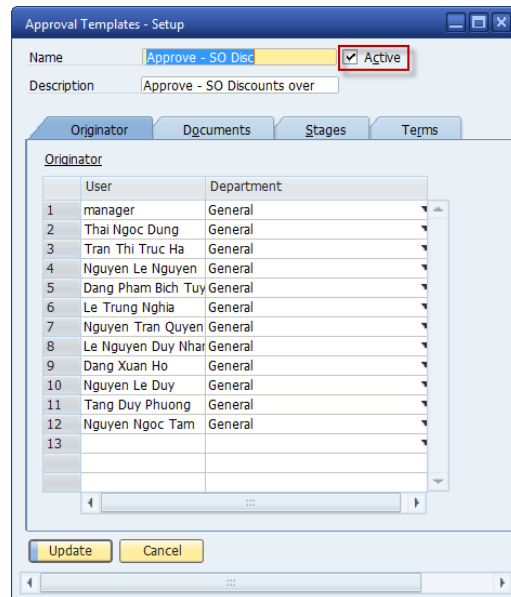 Approval Templates - Setup
Name Approve - SO Disc Active
Description Approve - SO Discounts over
Originator Documents Stages Terms
Originator
User Department
1 manager General
2 Thai Ngoc Dung General
3 Tran Thi Truc Ha General
4 Nguyen Le Nguyen General
5 Dang Pham Bich Tuy General
6 Le Trung Nghia General
7 Nguyen Tran Quyen General
8 Le Nguyen Duy Nhan General
9 Dang Xuan Ho General
10 Nguyen Le Duy General
11 Tang Duy Phuong General
12 Nguyen Ngoc Tam General
13
Update Cancel